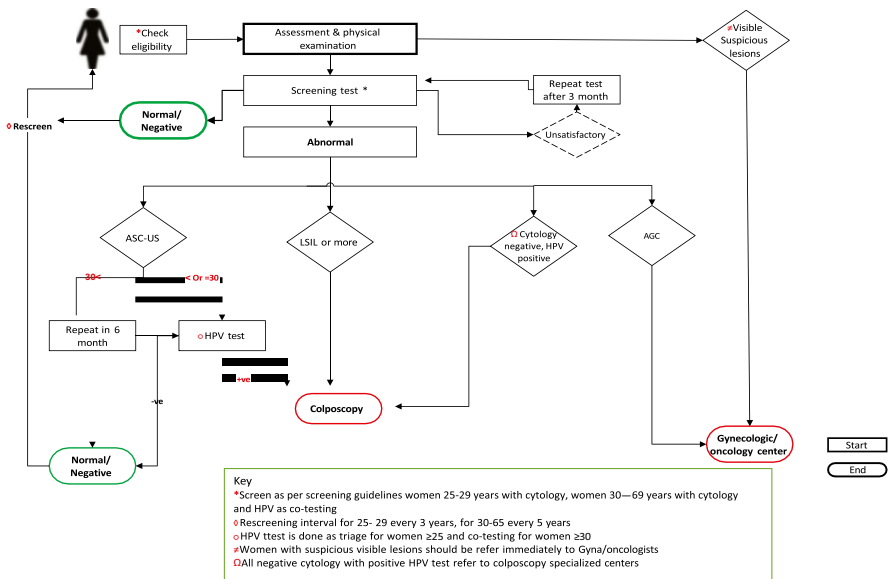 *Check
eligibility
Assessment & physical
examination
≠Visible
Suspicious
lesions
Screening test *
Repeat test
after 3 month
Normal/
Negative
◊ Rescreen
Unsatisfactory
Abnormal
ASC-US
LSIL or more
Ω Cytology
negative, HPV
positive
AGC
30<
< Or =30
Repeat in 6
month
○ HPV test
+ve
-ve
Colposcopy
Normal/
Negative
Gynecologic/
oncology center
Start
End
Key
*Screen as per screening guidelines women 25-29 years with cytology, women 30—69 years with cytology
and HPV as co-testing
◊ Rescreening interval for 25- 29 every 3 years, for 30-65 every 5 years
○HPV ttest is done as triage for women ≥25 and co-testing for women ≥30
≠Women with suspicious visible lesions should be refer immediately to Gyna/oncologists
ΩAll negative cytology with positive HPV test refer to colposcopy specialized centers